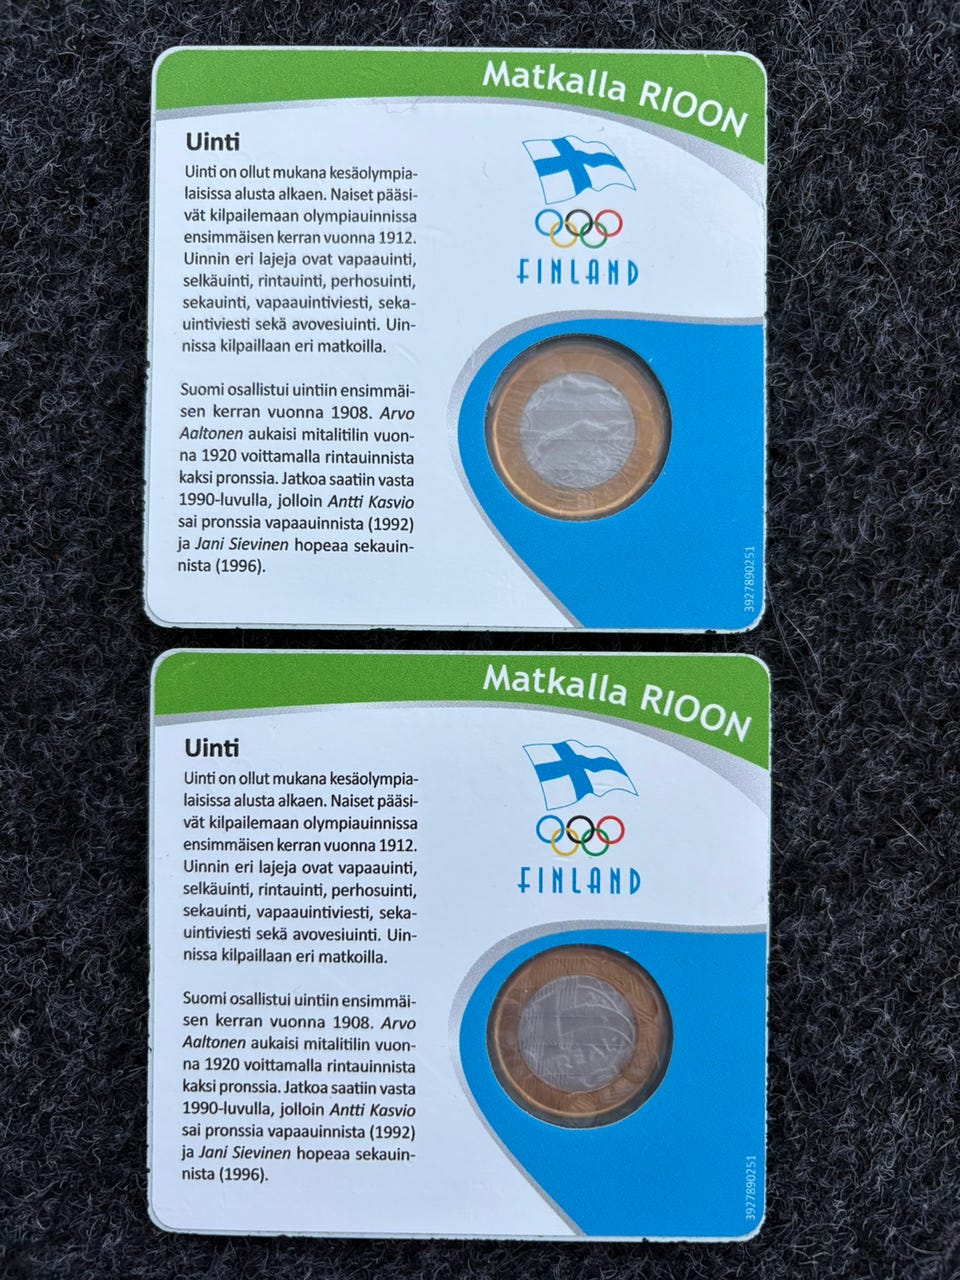 Matkalla RIOON
Uinti
Uinti on ollut mukana kesäolympia-
laisissa alusta alkaen. Naiset pääsi-
vät kilpailemaan olympiauinnissa
ensimmäisen kerran vuonna 1912.
Uinnin eri lajeja ovat vapaauinti,
selkäuinti, rintauinti, perhosuinti,
sekauinti, vapaauintiviesti, seka-
uintiviesti sekä avovesiuinti. Uin-
nissa kilpaillaan eri matkoilla.
Suomi osallistui uintiin ensimmäi-
sen kerran vuonna 1908. Arvo
Aaltonen aukaisi mitalitilin vuon-
na 1920 voittamalla rintauinnista
kaksi pronssia. Jatkoa saatiin vasta
1990-luvulla, jolloin Antti Kasvio
sai pronssia vapaauinnista (1992)
ja Jani Sievinen hopeaa sekauin-
nista (1996).
FINLAND
3927890251
Matkalla RIOON
Uinti
Uinti on ollut mukana kesäolympia-
laisissa alusta alkaen. Naiset pääsi-
vät kilpailemaan olympiauinnissa
ensimmäisen kerran vuonna 1912.
Uinnin eri lajeja ovat vapaauinti,
selkäuinti, rintauinti, perhosuinti,
sekauinti, vapaauintiviesti, seka-
uintiviesti sekä avovesiuinti. Uin-
nissa kilpaillaan eri matkoilla.
Suomi osallistui uintiin ensimmäi-
sen kerran vuonna 1908. Arvo
Aaltonen aukaisi mitalitilin vuon-
na 1920 voittamalla rintauinnista
kaksi pronssia. Jatkoa saatiin vasta
1990-luvulla, jolloin Antti Kasvio
sai pronssia vapaauinnista (1992)
ja Jani Sievinen hopeaa sekauin-
nista (1996).
FINLAND
REAL
3927890251